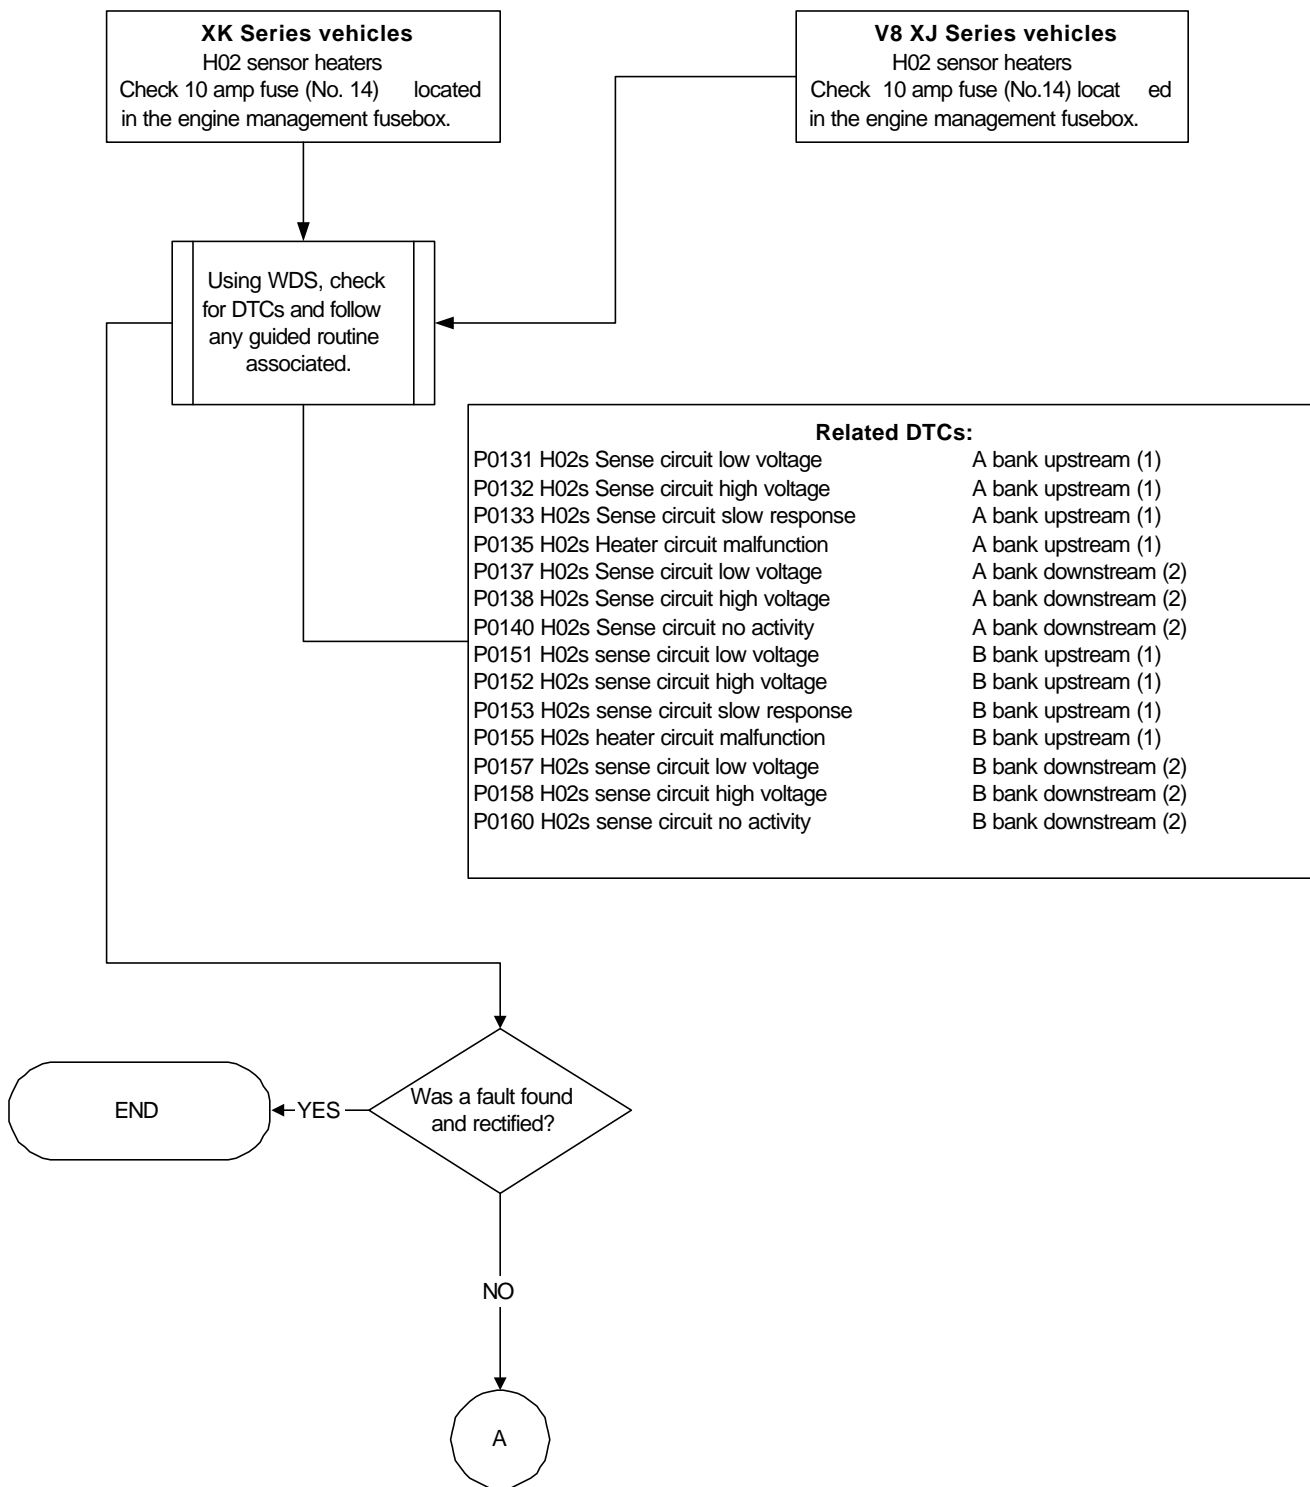 XK Series vehicles
H02 sensor heaters
Check 10 amp fuse (No. 14) located
in the engine management fusebox.
V8 XJ Series vehicles
H02 sensor heaters
Check 10 amp fuse (No.14) locat ed
in the engine management fusebox.
Using WDS, check
for DTCs and follow
any guided routine
associated.
Related DTCs:
P0131 H02s Sense circuit low voltage A bank upstream (1)
P0132 H02s Sense circuit high voltage A bank upstream (1)
P0133 H02s Sense circuit slow response A bank upstream (1)
P0135 H02s Heater circuit malfunction A bank upstream (1)
P0137 H02s Sense circuit low voltage A bank downstream (2)
P0138 H02s Sense circuit high voltage A bank downstream (2)
P0140 H02s Sense circuit no activity A bank downstream (2)
P0151 H02s sense circuit low voltage B bank upstream (1)
P0152 H02s sense circuit high voltage B bank upstream (1)
P0153 H02s sense circuit slow response B bank upstream (1)
P0155 H02s heater circuit malfunction B bank upstream (1)
P0157 H02s sense circuit low voltage B bank downstream (2)
P0158 H02s sense circuit high voltage B bank downstream (2)
P0160 H02s sense circuit no activity B bank downstream (2)
Was a fault found
and rectified?
YES
END
NO
A